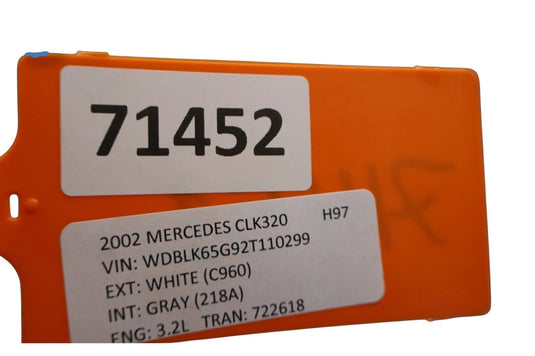 71452
2002 MERCEDES CLK320 H97
VIN: WDBLK65G92T110299
EXT: WHITE (C960)
INT: GRAY (218A)
ENG: 3.2L TRAN: 722618